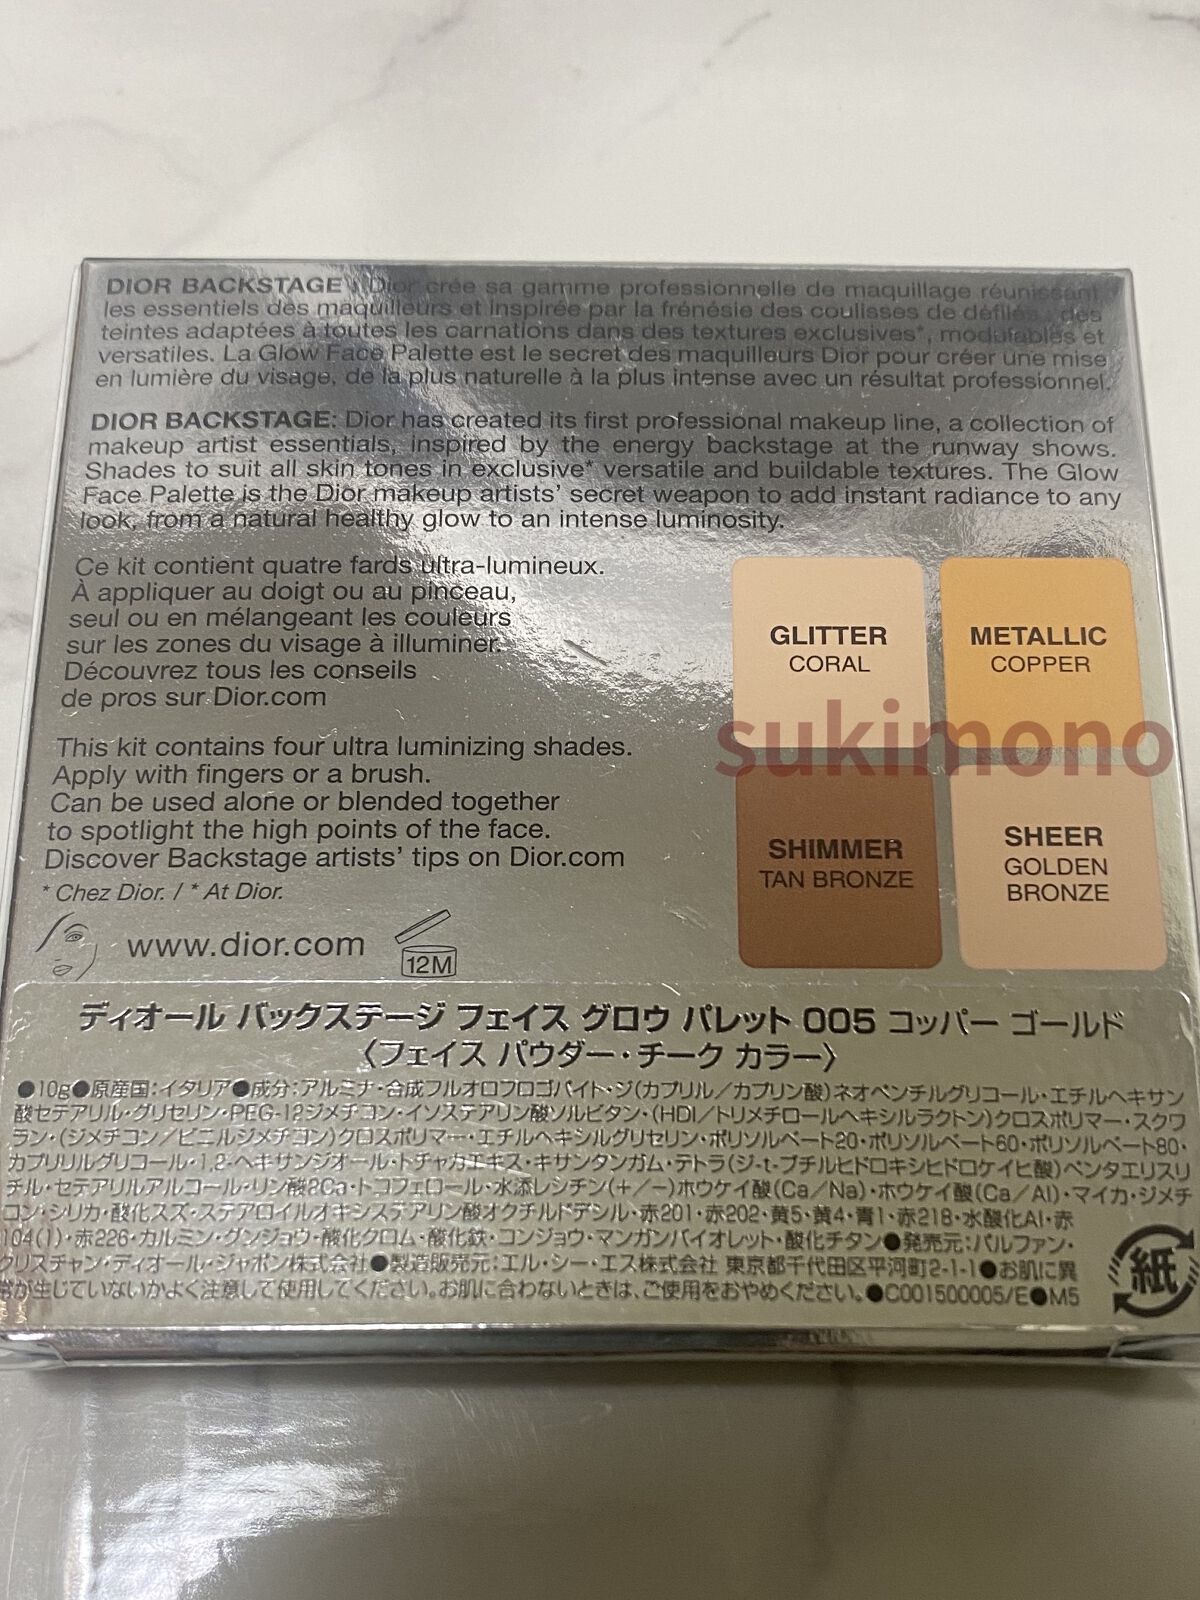 DIOR BACKSTAGE : Dior crée sa gamme professionnelle de maquillage réunissant
les essentiels des maquilleurs et inspirée par la frénésie des coulisses de défilés : des
teintes adaptées à toutes les carnations dans des textures exclusives*, modulables et
versatiles. La Glow Face Palette est le secret des maquilleurs Dior pour créer une mise
en lumière du visage, de la plus naturelle à la plus intense avec un résultat professionnel.
DIOR BACKSTAGE: Dior has created its first professional makeup line, a collection of
makeup artist essentials, inspired by the energy backstage at the runway shows.
Shades to suit all skin tones in exclusive* versatile and buildable textures. The Glow
Face Palette is the Dior makeup artists' secret weapon to add instant radiance to any
look, from a natural healthy glow to an intense luminosity.
Ce kit contient quatre fards ultra-lumineux.
À appliquer au doigt ou au pinceau,
seul ou en mélangeant les couleurs
sur les zones du visage à illuminer.
Découvrez tous les conseils
de pros sur Dior.com
This kit contains four ultra luminizing shades.
Apply with fingers or a brush.
Can be used alone or blended together
to spotlight the high points of the face.
Discover Backstage artists' tips on Dior.com
* Chez Dior. / * At Dior.
www.dior.com
12M
GLITTER
CORAL
METALLIC
COPPER
sukimono
SHIMMER
TAN BRONZE
SHEER
GOLDEN
BRONZE
ディオール バックステージ フェイス グロウ パレット 005 コッパー ゴールド
〈フェイス パウダー・チーク カラー〉
●10g●原産国:イタリア●成分:アルミナ・合成フルオロフロゴパイト・ジ(カプリル/カプリン酸)ネオペンチルグリコール・エチルヘキサン
酸セテアリル・グリセリン・PEG-12ジメチコン・イソステアリン酸ソルビタン・(HDI/トリメチロールヘキシルラクトン)クロスポリマー・スクワ
ラン・(ジメチコン/ビニルジメチコン)クロスポリマー・エチルヘキシルグリセリン・ポリソルベート20・ポリソルベート60・ポリソルベート80・
カプリリルグリコール・1,2-ヘキサンジオール・トチャカエキス・キサンタンガム・テトラ(ジ-t-ブチルヒドロキシヒドロケイヒ酸)ペンタエリスリ
チル・セテアリルアルコール・リン酸2Ca・トコフェロール・水添レシチン(+/-)ホウケイ酸(Ca/Na)・ホウケイ酸(Ca/Al)・マイカ・ジメチ
コン・シリカ・酸化スズ・ステアロイルオキシステアリン酸オクチルドデシル・赤201・赤202・黄5・黄4・青1・赤218・水酸化Al・赤
104(1)・赤226・カルミン・グンジョウ・酸化クロム・酸化鉄・コンジョウ・マンガンバイオレット・酸化チタン●発売元:パルファン・
クリスチャン・ディオール・ジャポン株式会社●製造販売元:エル・シー・エス株式会社 東京都千代田区平河町2-1-1●お肌に異
常が生じていないかよく注意して使用してください。お肌に合わないときは、ご使用をおやめください。●C001500005/E●M5
紙